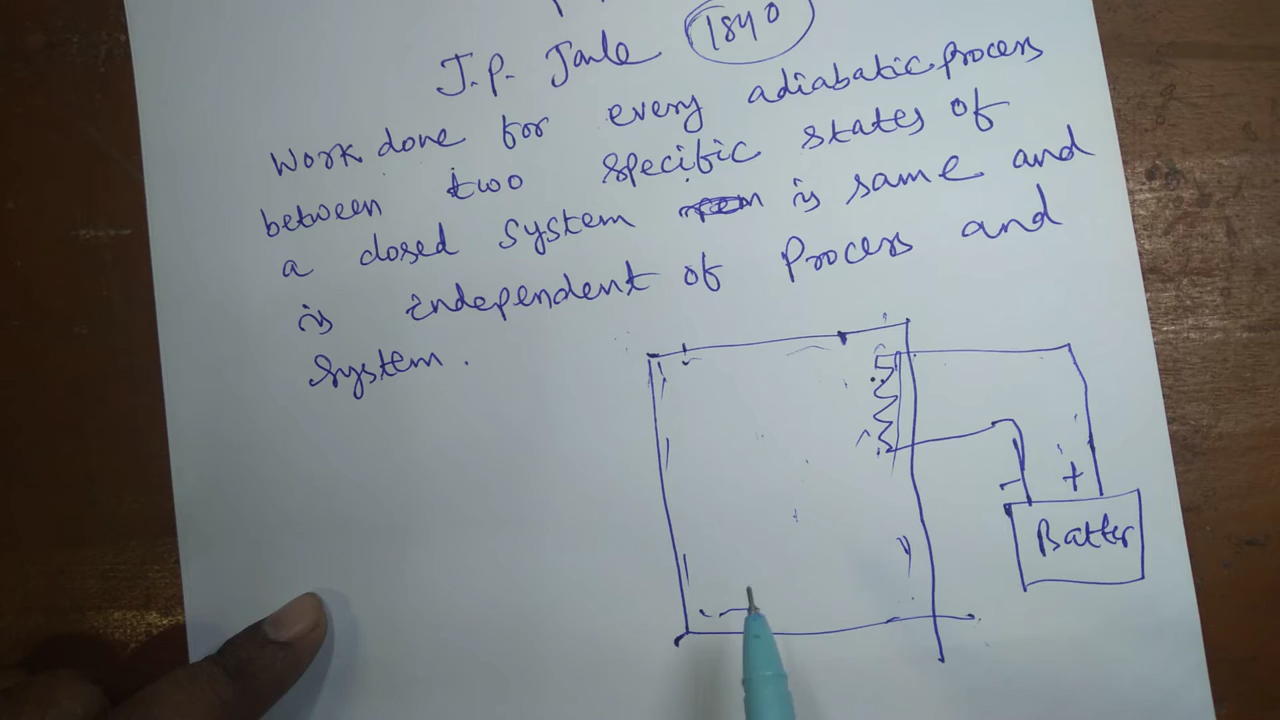 J.P. Joule 1840
Work done for every adiabatic process
between two specific states of
a closed system is same and
is independent of Process and
System.
+
-
Batter